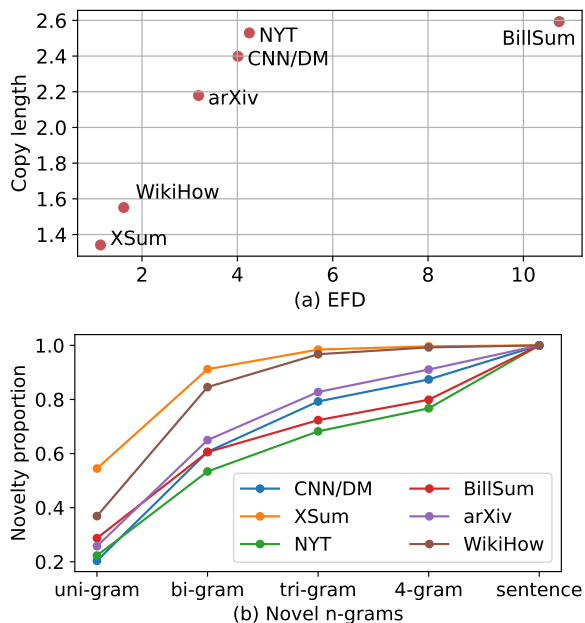 2.6
2.4
2.2
2.0
1.8
1.6
1.4
Copy length
NYT
BillSum
CNN/DM
arXiv
WikiHow
XSum
2 4 6 8 10
(a) EFD
1.0
0.8
0.6
0.4
0.2
Novelty proportion
CNN/DM BillSum
XSum arXiv
NYT WikiHow
uni-gram bi-gram tri-gram 4-gram sentence
(b) Novel n-grams